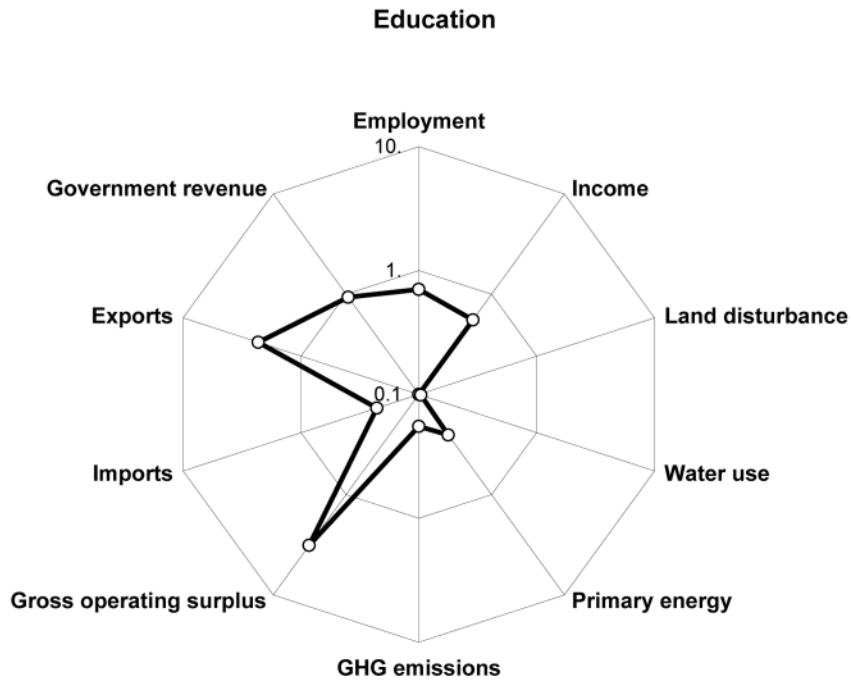 Education
Employment
10.
Government revenue
Income
1.
Exports
Land disturbance
0.1
Imports
Water use
Gross operating surplus
Primary energy
GHG emissions